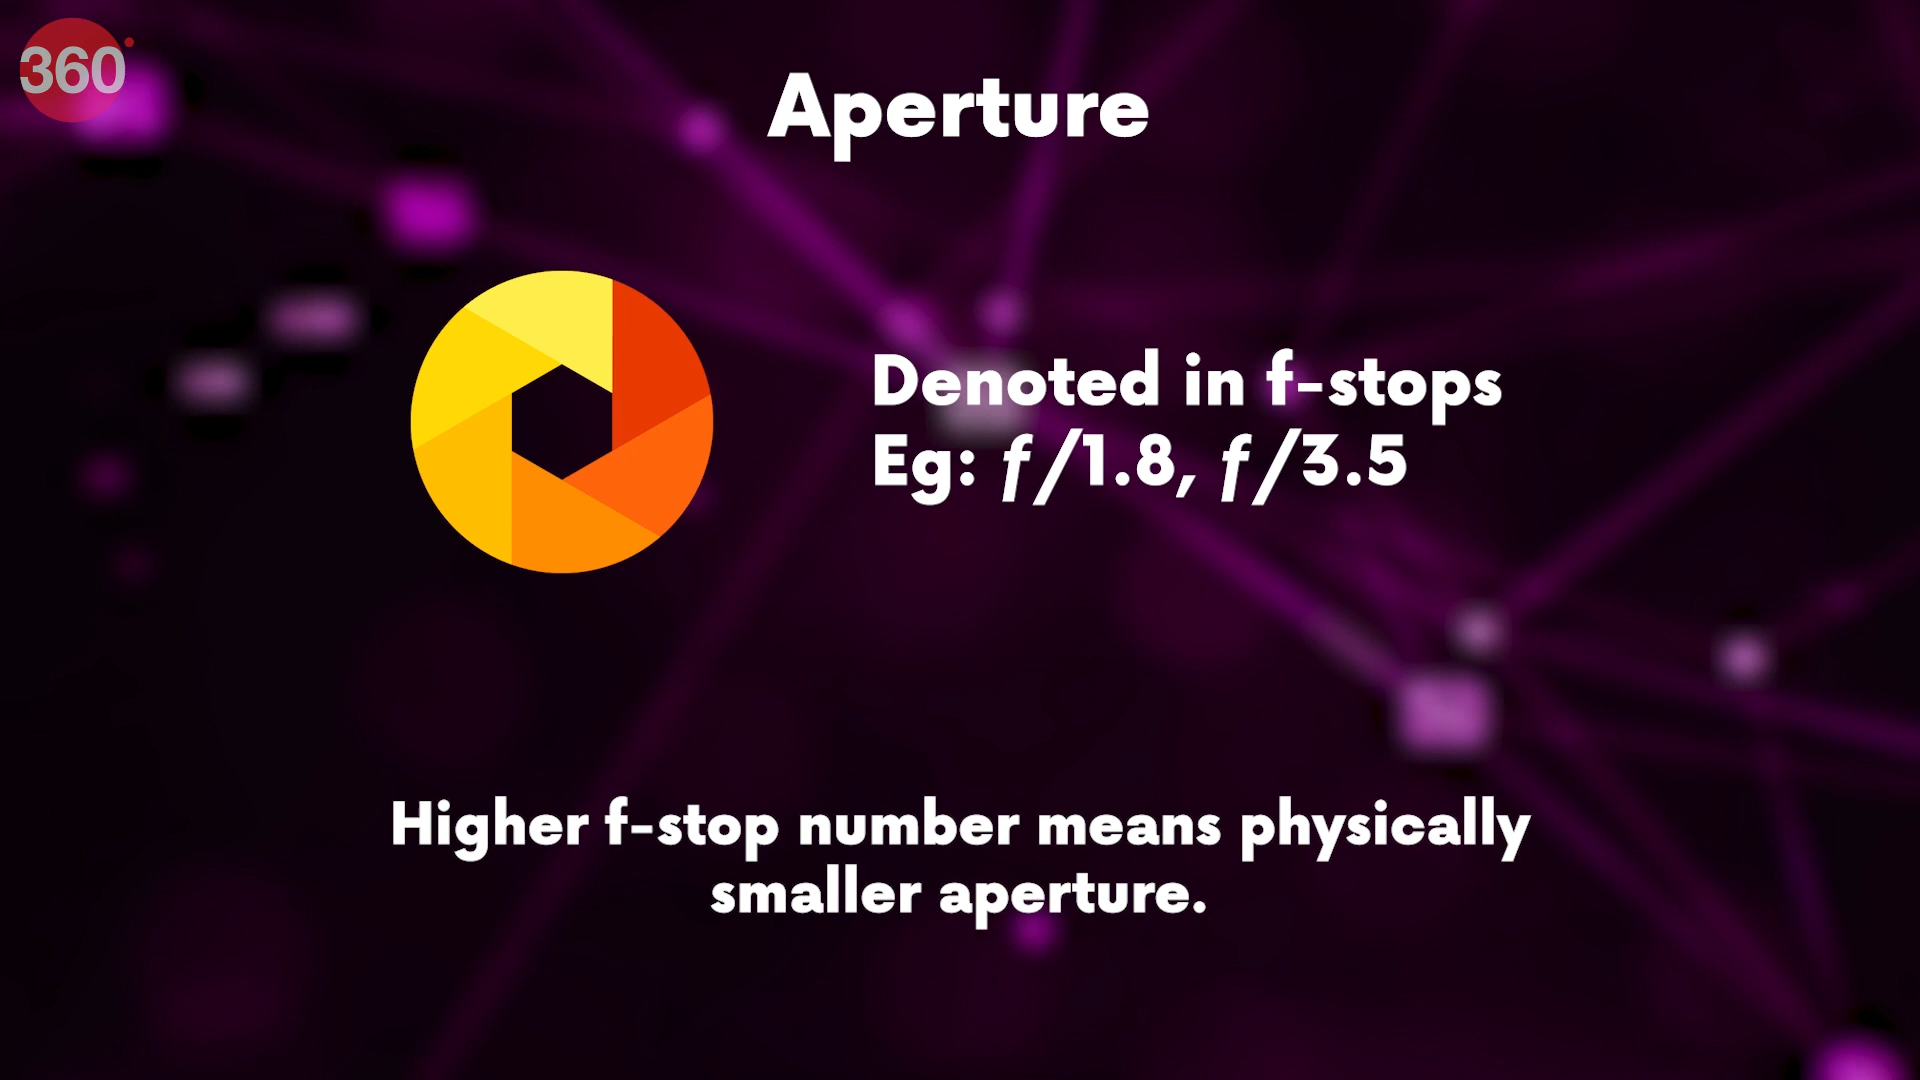 360
Aperture
Denoted in f-stops
Eg: ƒ/1.8, ƒ/3.5
Higher f-stop number means physically
smaller aperture.